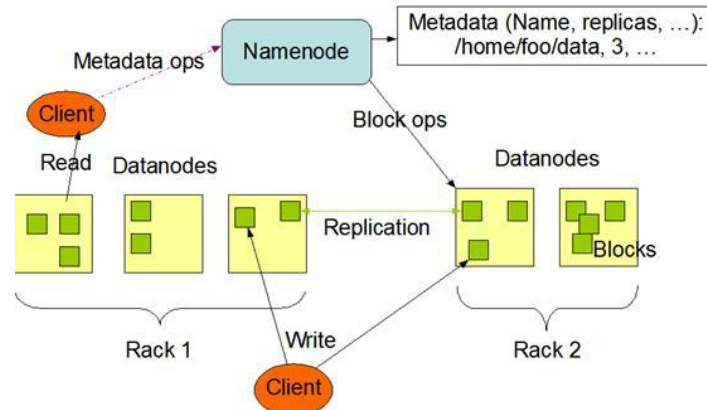 Metadata (Name, replicas, …):
/home/foo/data, 3, …
Namenode
Metadata ops
Client
Block ops
Read
Datanodes
Datanodes
Replication
Blocks
Write
Rack 1
Rack 2
Client